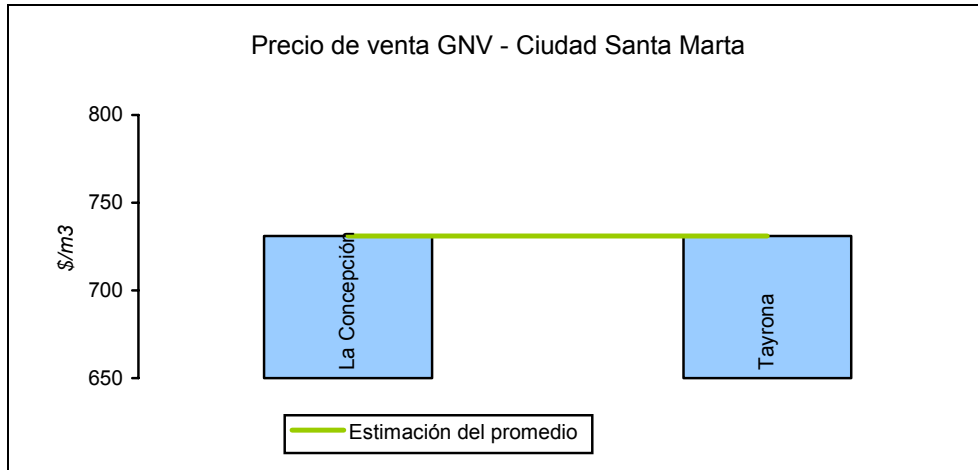 Precio de venta GNV - Ciudad Santa Marta
800
750
700
650
$/m3
La Concepción
Tayrona
Estimación del promedio